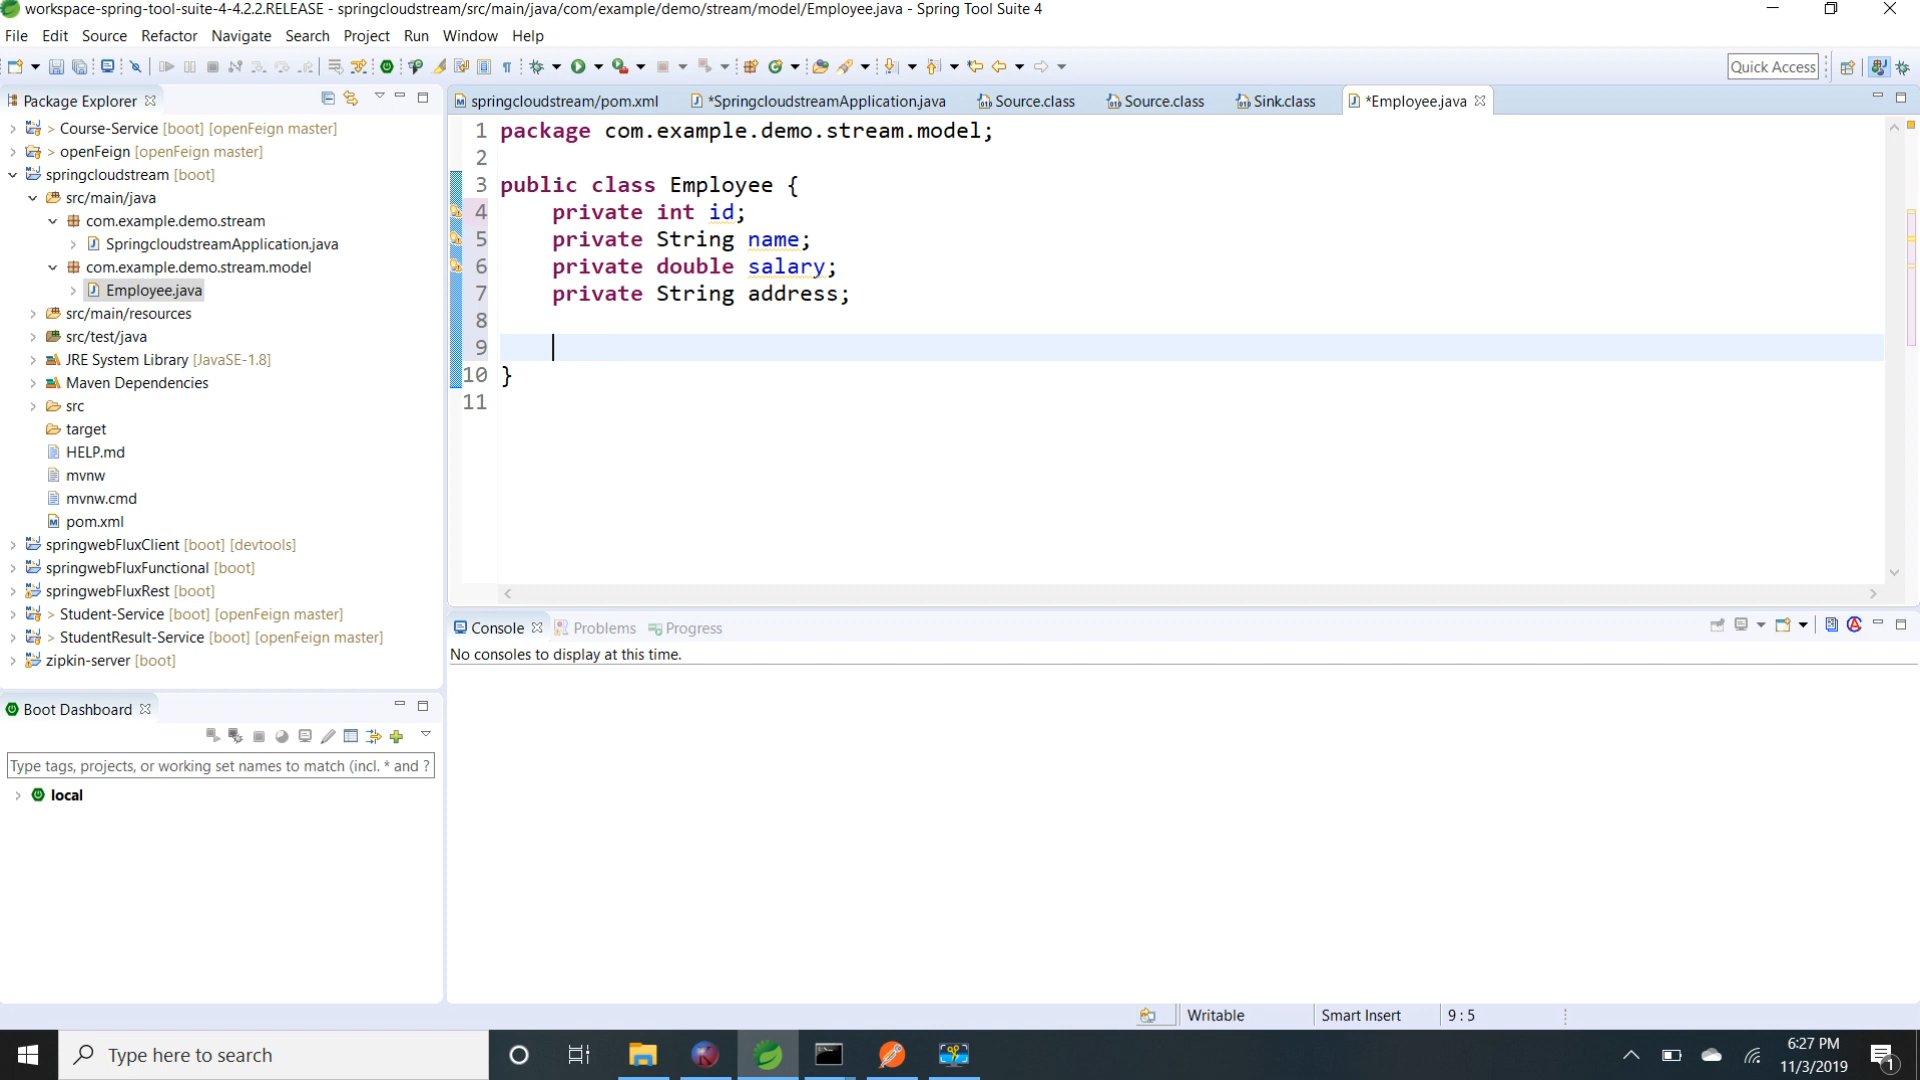 workspace-spring-tool-suite-4-4.2.2.RELEASE - springcloudstream/src/main/java/com/example/demo/stream/model/Employee.java - Spring Tool Suite 4
File Edit Source Refactor Navigate Search Project Run Window Help
Quick Access
Package Explorer
> Course-Service [boot] [openFeign master]
> openFeign [openFeign master]
springcloudstream [boot]
src/main/java
com.example.demo.stream
SpringcloudstreamApplication.java
com.example.demo.stream.model
Employee.java
src/main/resources
src/test/java
JRE System Library [JavaSE-1.8]
Maven Dependencies
src
target
HELP.md
mvnw
mvnw.cmd
pom.xml
springwebFluxClient [boot] [devtools]
springwebFluxFunctional [boot]
springwebFluxRest [boot]
> Student-Service [boot] [openFeign master]
> StudentResult-Service [boot] [openFeign master]
zipkin-server [boot]
Boot Dashboard
Type tags, projects, or working set names to match (incl. * and ?
local
springcloudstream/pom.xml *SpringcloudstreamApplication.java Source.class Source.class Sink.class *Employee.java
1 package com.example.demo.stream.model;
2
3 public class Employee {
4 private int id;
5 private String name;
6 private double salary;
7 private String address;
8
9
10 }
11
Console Problems Progress
No consoles to display at this time.
Writable Smart Insert 9 : 5
Type here to search
6:27 PM
11/3/2019
1